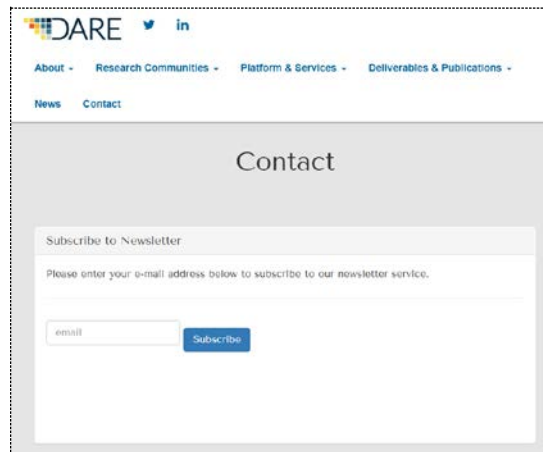 DARE in
About Research Communities Platform & Services Deliverables & Publications
News Contact
Contact
Subscribe to Newsletter
Please enter your e-mail address below to subscribe to our newsletter service.
email Subscribe